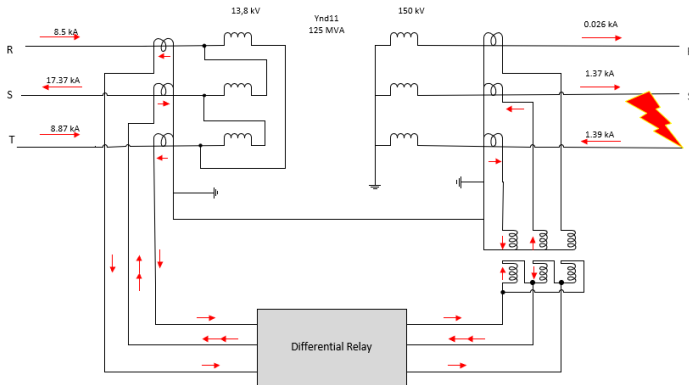 13,8 kV
Ynd11
125 MVA
150 kV
8.5 kA
0.026 kA
R
17.37 kA
1.37 kA
S
8.87 kA
1.39 kA
T
Differential Relay